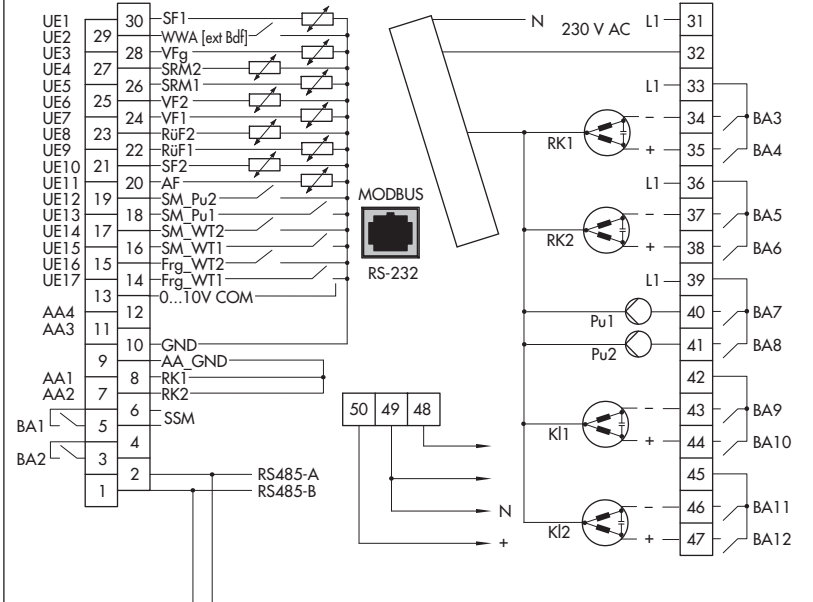 UE1 30 SF1
UE2 29 WWA [ext Bdf]
UE3 28 VFg
UE4 27 SRM2
UE5 26 SRM1
UE6 25 VF2
UE7 24 VF1
UE8 23 RüF2
UE9 22 RüF1
UE10 21 SF2
UE11 20 AF
UE12 19 SM_Pu2
UE13 18 SM_Pu1
UE14 17 SM_WT2
UE15 16 SM_WT1
UE16 15 Frg_WT2
UE17 14 Frg_WT1
13 0...10V COM
AA4 12
AA3 11
10 GND
9 AA_GND
AA1 8 RK1
AA2 7 RK2
6 SSM
BA1 5
4
BA2 3
2 RS485-A
1 RS485-B
MODBUS
RS-232
50 49 48
N
+
N 230 V AC L1 31
32
L1 33
RK1 - 34 BA3
+ 35 BA4
L1 36
RK2 - 37 BA5
+ 38 BA6
L1 39
Pu1 40 BA7
Pu2 41 BA8
42
Kl1 - 43 BA9
+ 44 BA10
45
Kl2 - 46 BA11
+ 47 BA12